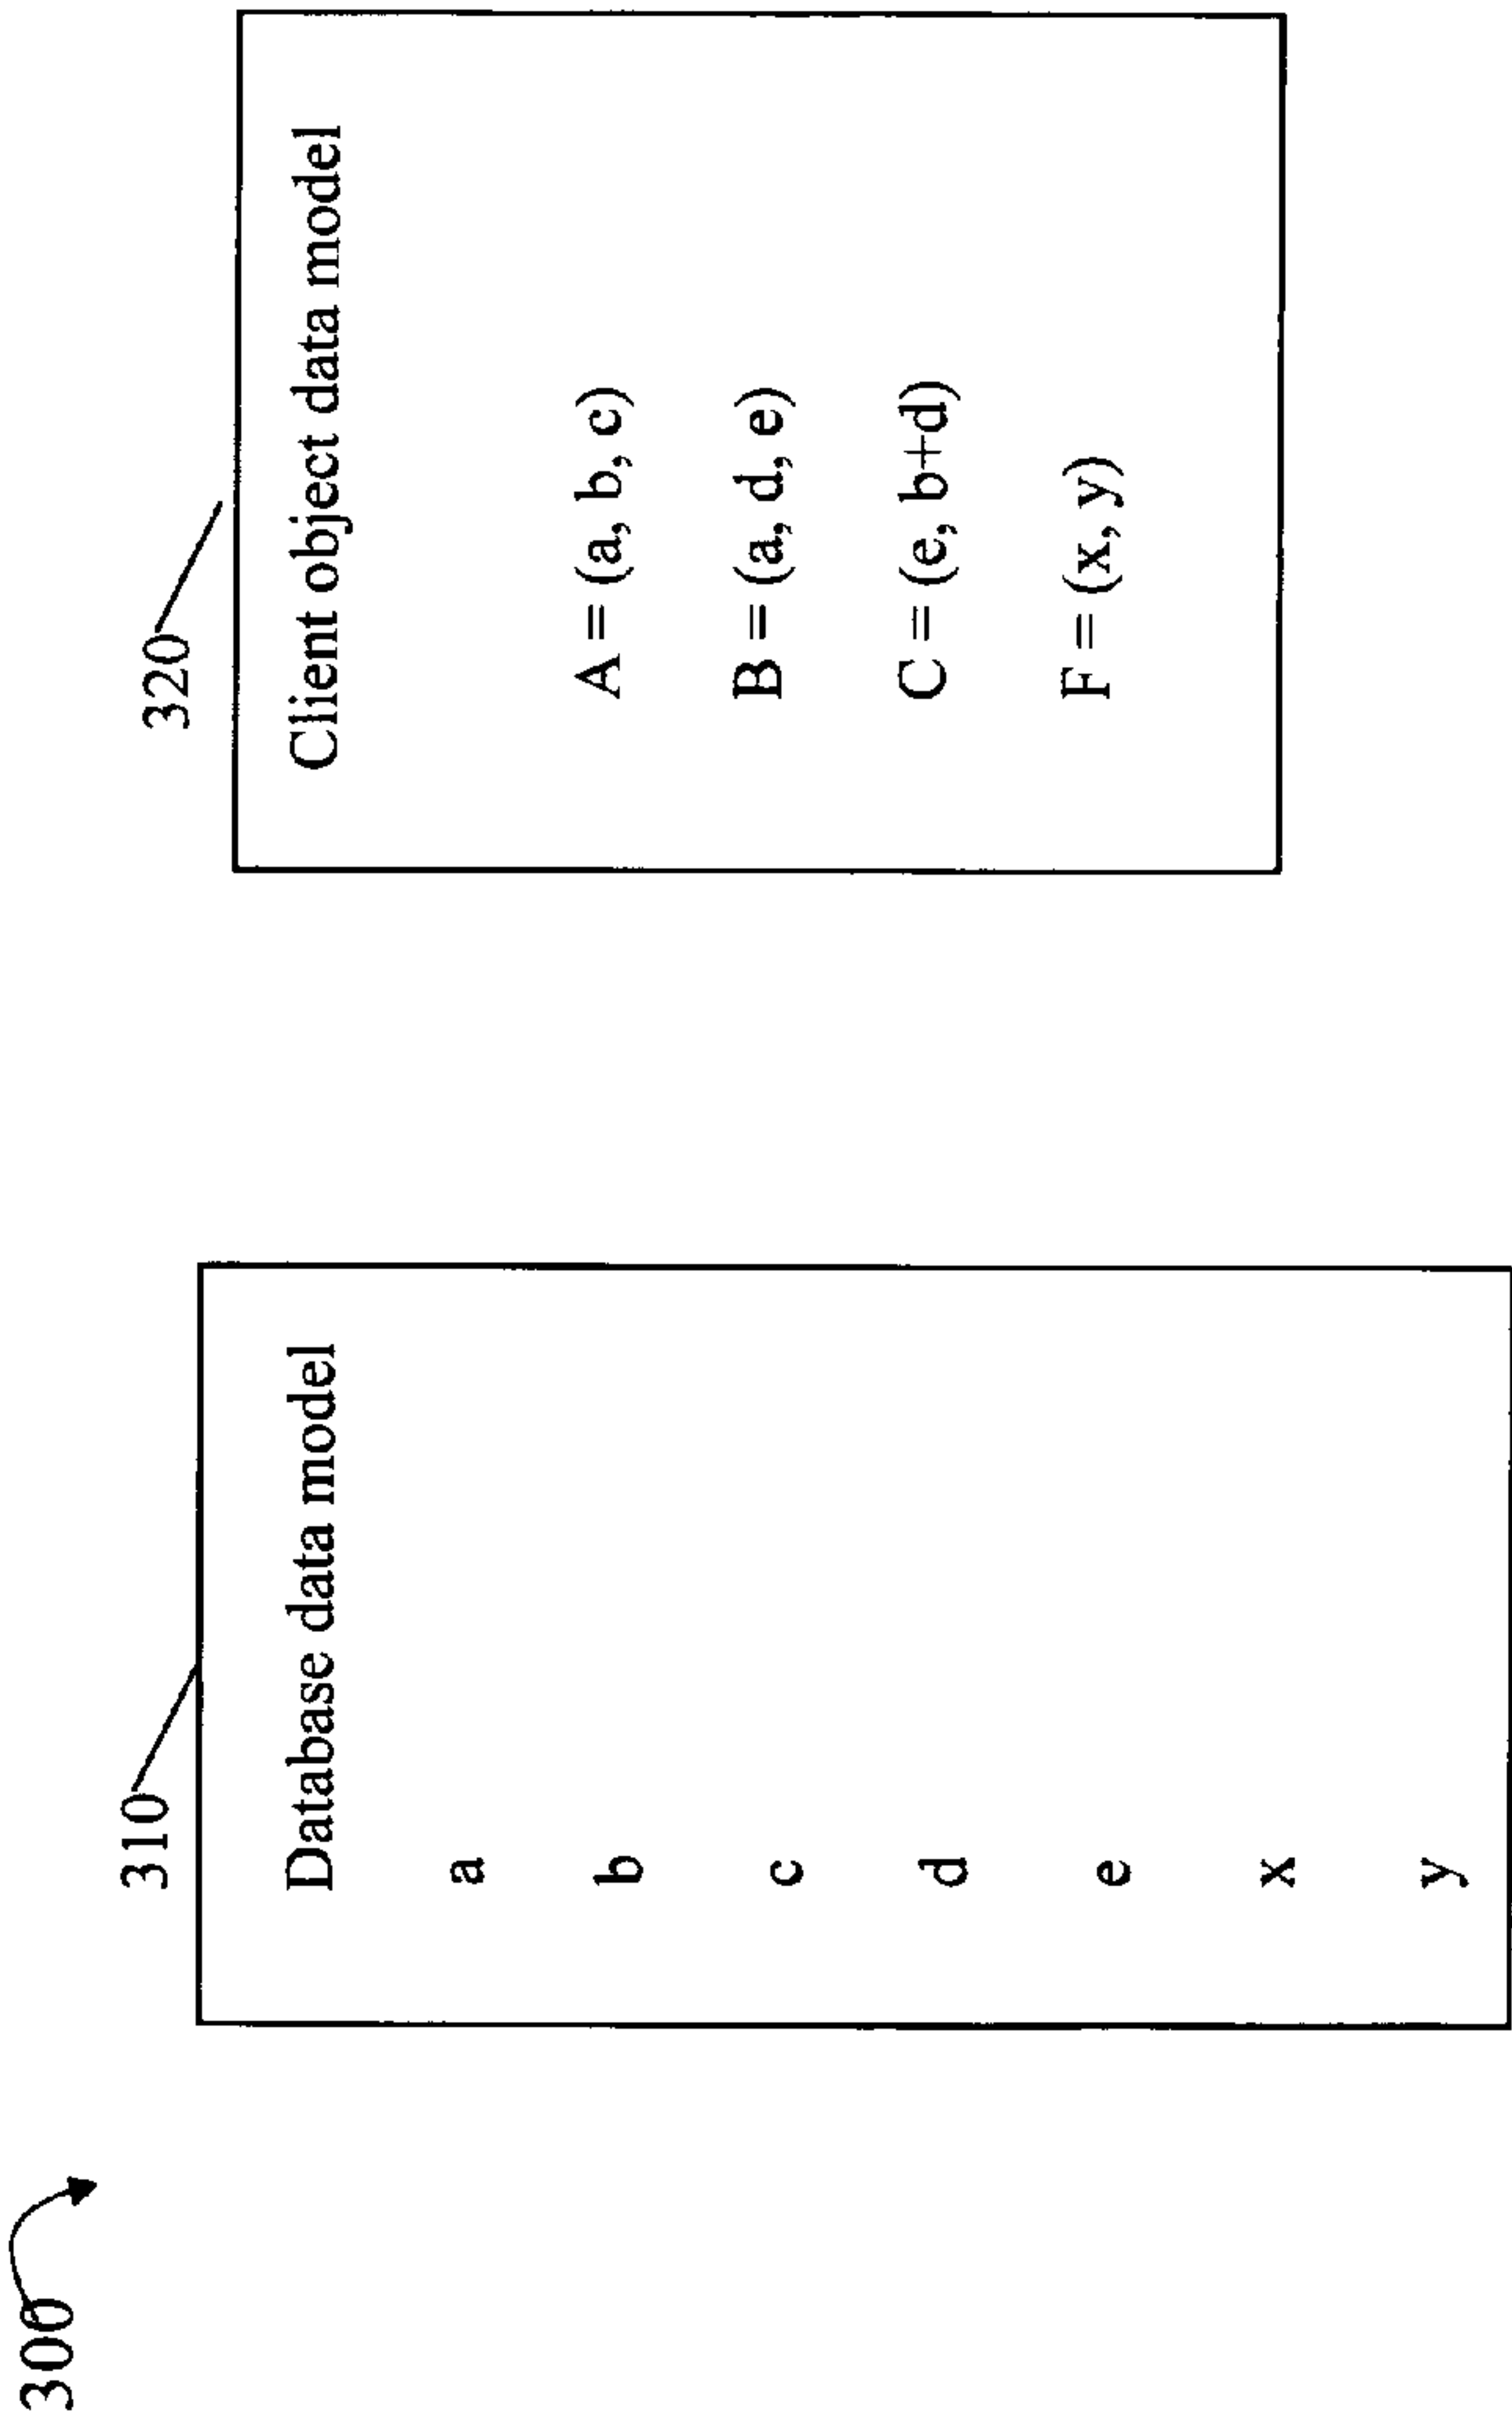 300
310
Database data model
a
b
c
d
e
x
y
320
Client object data model
A = (a, b, c)
B = (a, d, e)
C = (e, b+d)
F = (x, y)